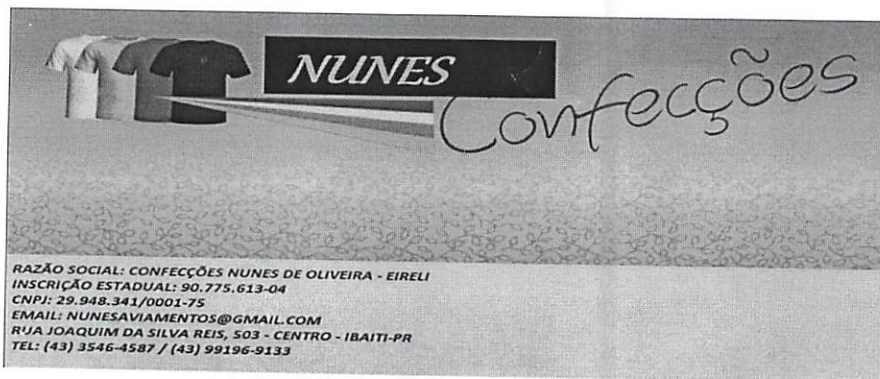 NUNES
Confecções
RAZÃO SOCIAL: CONFECÇÕES NUNES DE OLIVEIRA - EIRELI
INSCRIÇÃO ESTADUAL: 90.775.613-04
CNPJ: 29.948.341/0001-75
EMAIL: NUNESAVIAMENTOS@GMAIL.COM
RUA JOAQUIM DA SILVA REIS, 503 - CENTRO - IBAITI-PR
TEL: (43) 3546-4587 / (43) 99196-9133